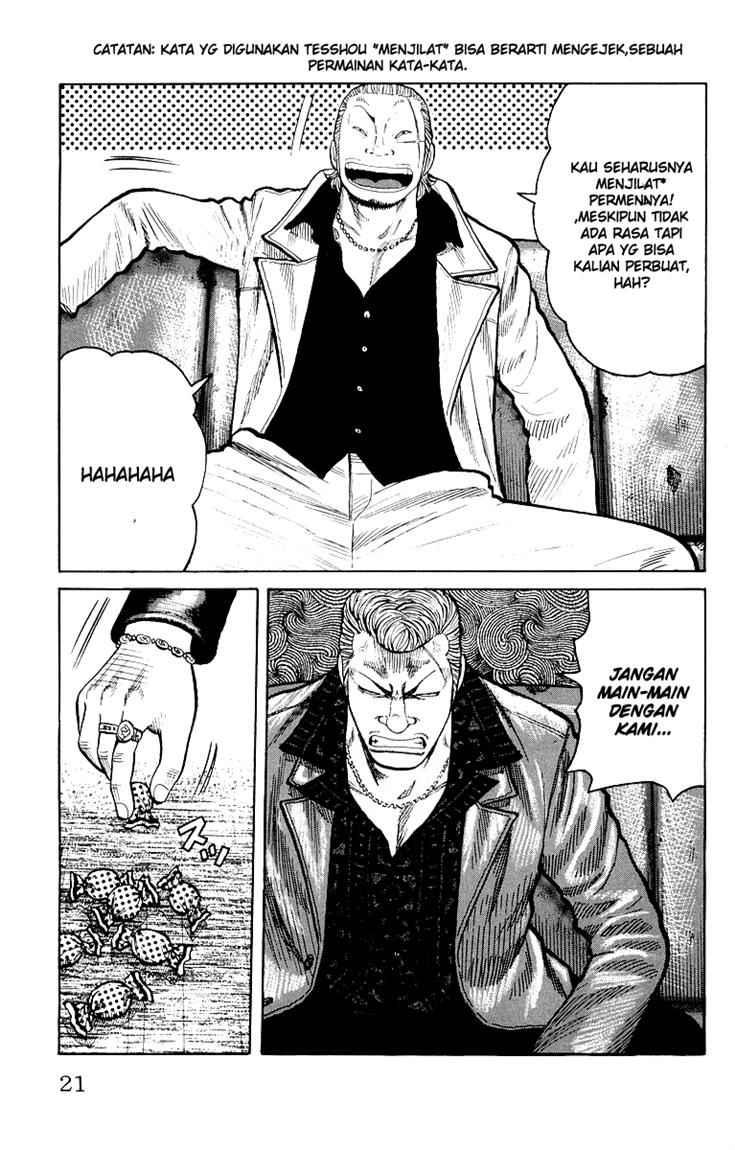 CATATAN: KATA YG DIGUNAKAN TESSHOU "MENJILAT" BISA BERARTI MENGEJEK,SEBUAH
PERMAINAN KATA-KATA.
KAU SEHARUSNYA
MENJILAT*
PERMENNYA!
,MESKIPUN TIDAK
ADA RASA TAPI
APA YG BISA
KALIAN PERBUAT,
HAH?
HAHAHAHA
JANGAN
MAIN-MAIN
DENGAN
KAMI...
21